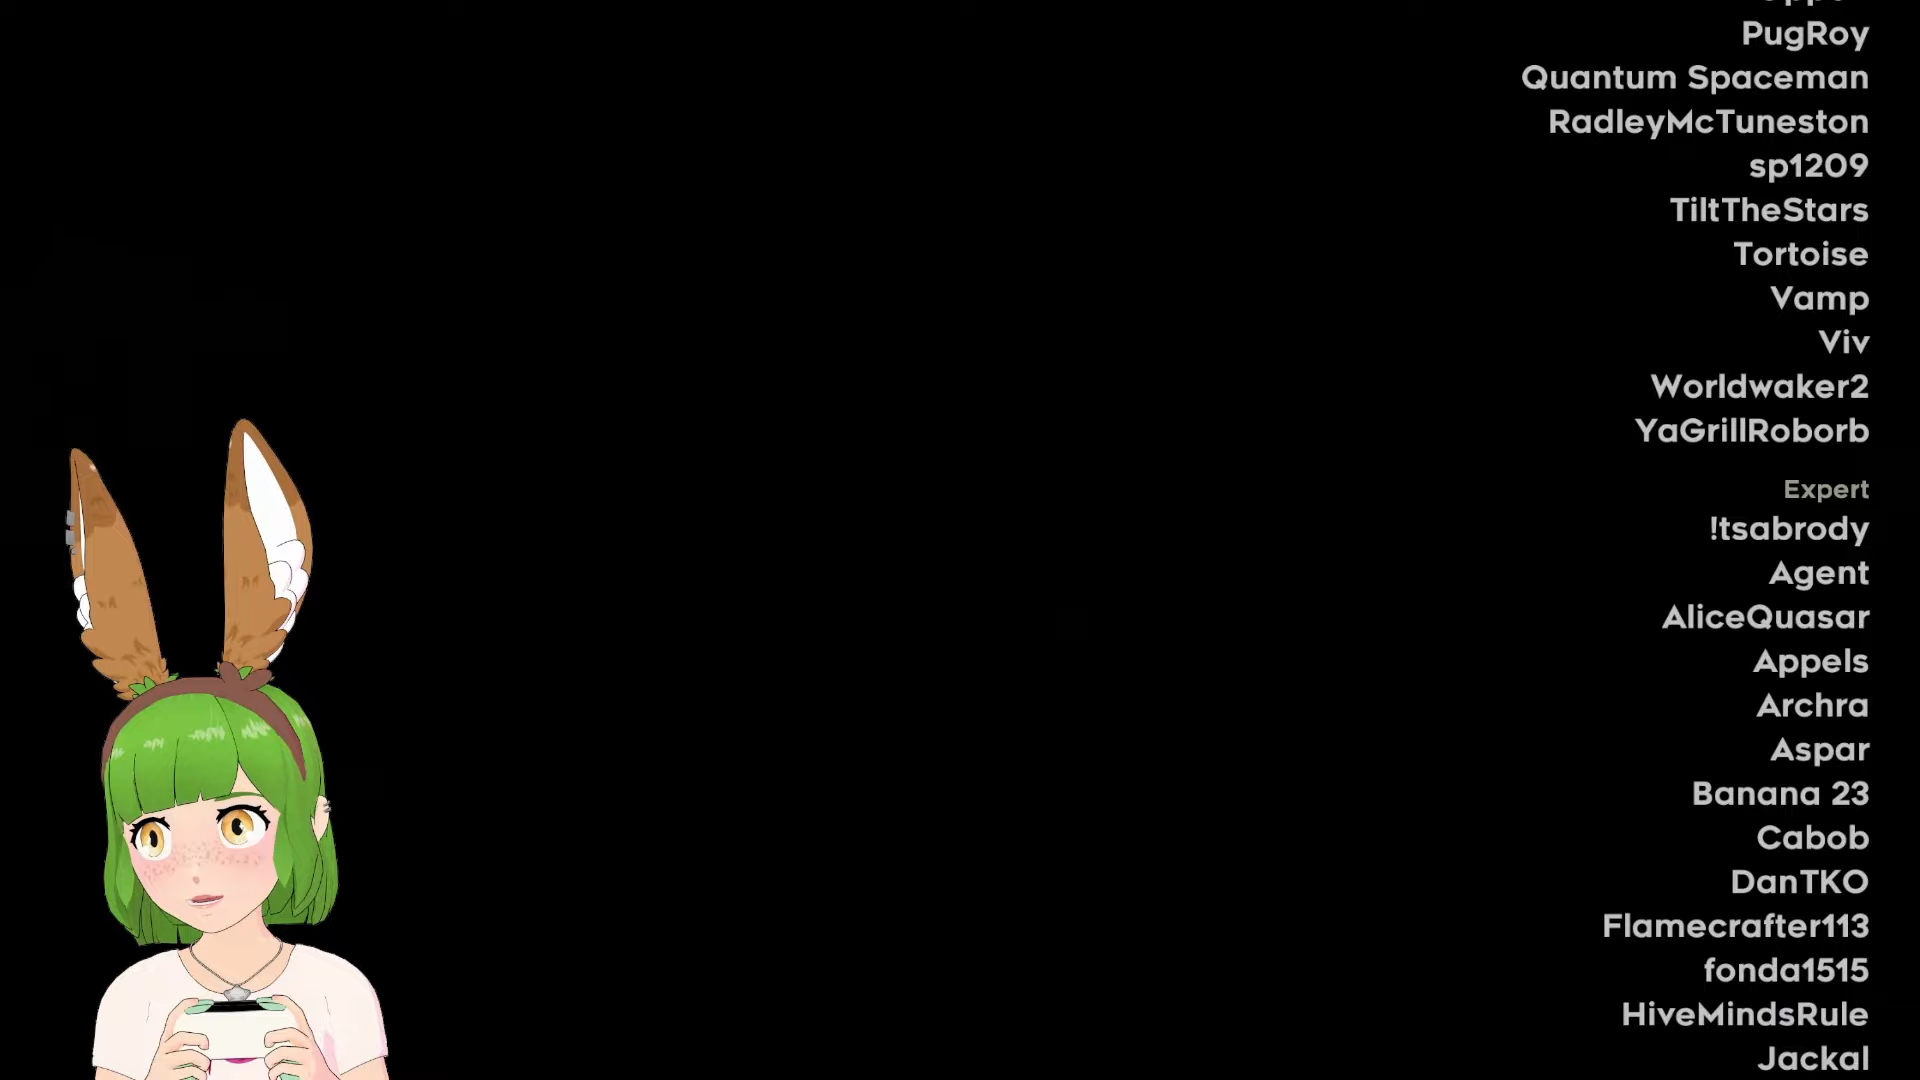 PugRoy
Quantum Spaceman
RadleyMcTuneston
sp1209
TiltTheStars
Tortoise
Vamp
Viv
Worldwaker2
YaGrillRoborb
Expert
!tsabrody
Agent
AliceQuasar
Appels
Archra
Aspar
Banana 23
Cabob
DanTKO
Flamecrafter113
fonda1515
HiveMindsRule
Jackal